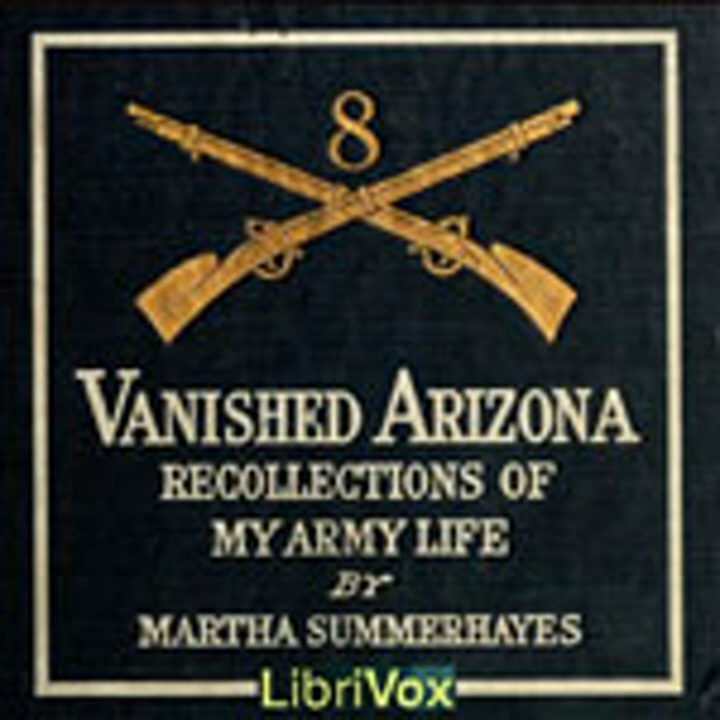 8
VANISHED ARIZONA
RECOLLECTIONS OF
MY ARMY LIFE
BY
MARTHA SUMMERHAYES
LibriVox